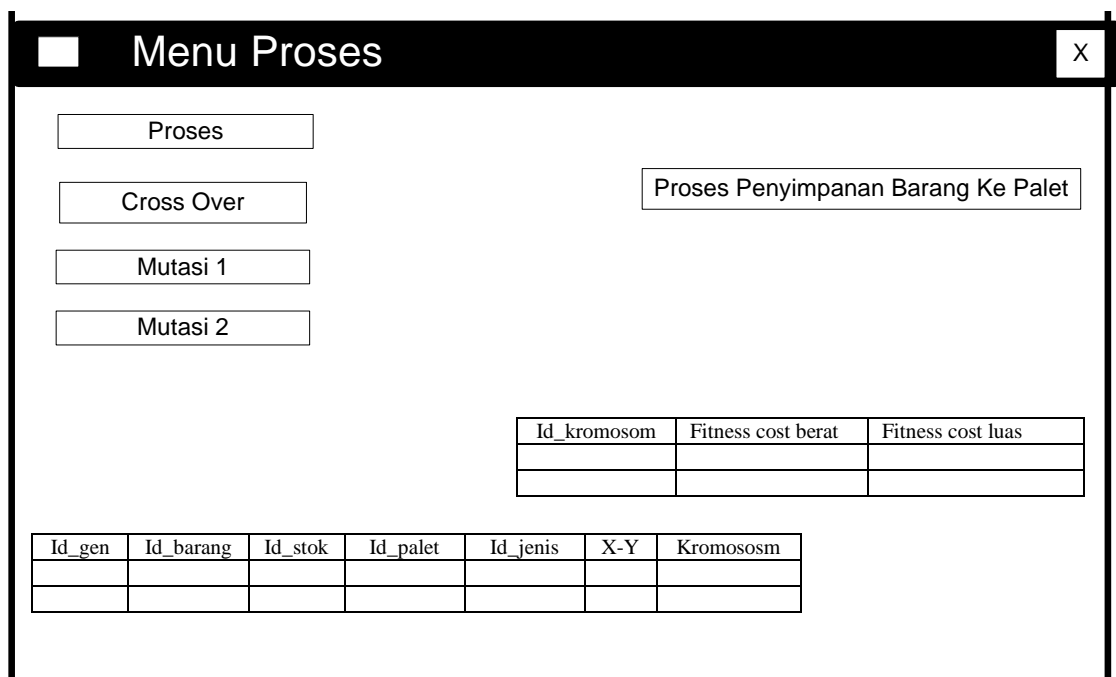 Menu Proses
X
Proses
Proses Penyimpanan Barang Ke Palet
Cross Over
Mutasi 1
Mutasi 2
Id_kromosom Fitness cost berat Fitness cost luas
Id_gen Id_barang Id_stok Id_palet Id_jenis X-Y Kromososm